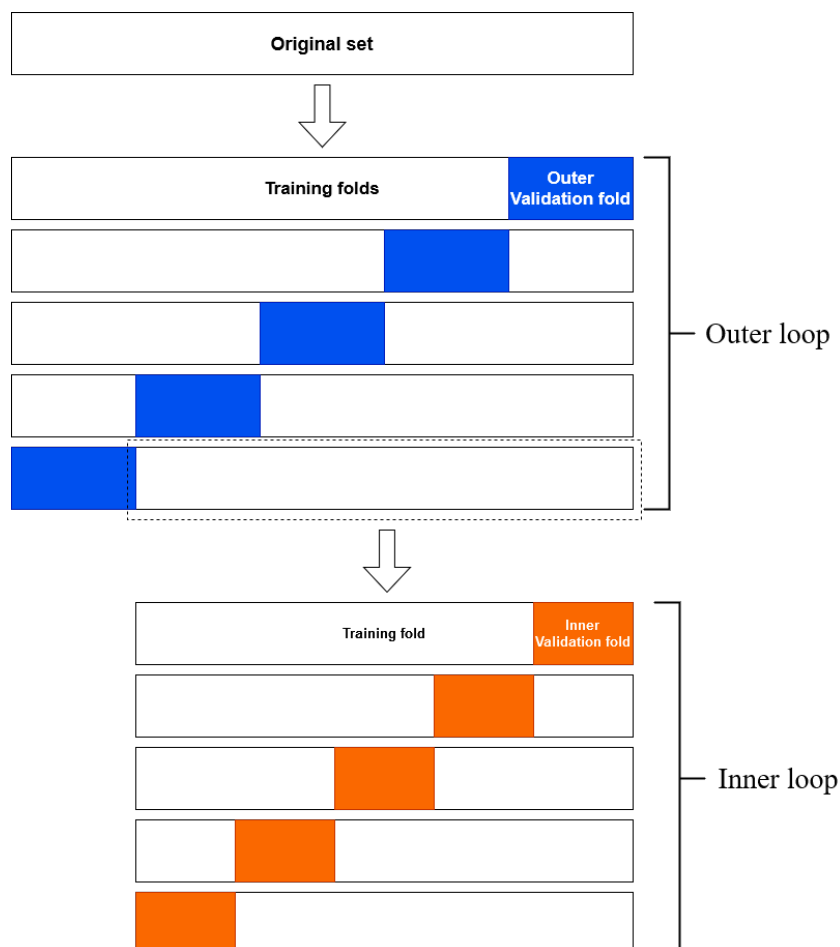 Original set
Training folds
Outer
Validation fold
Outer loop
Training fold
Inner
Validation fold
Inner loop